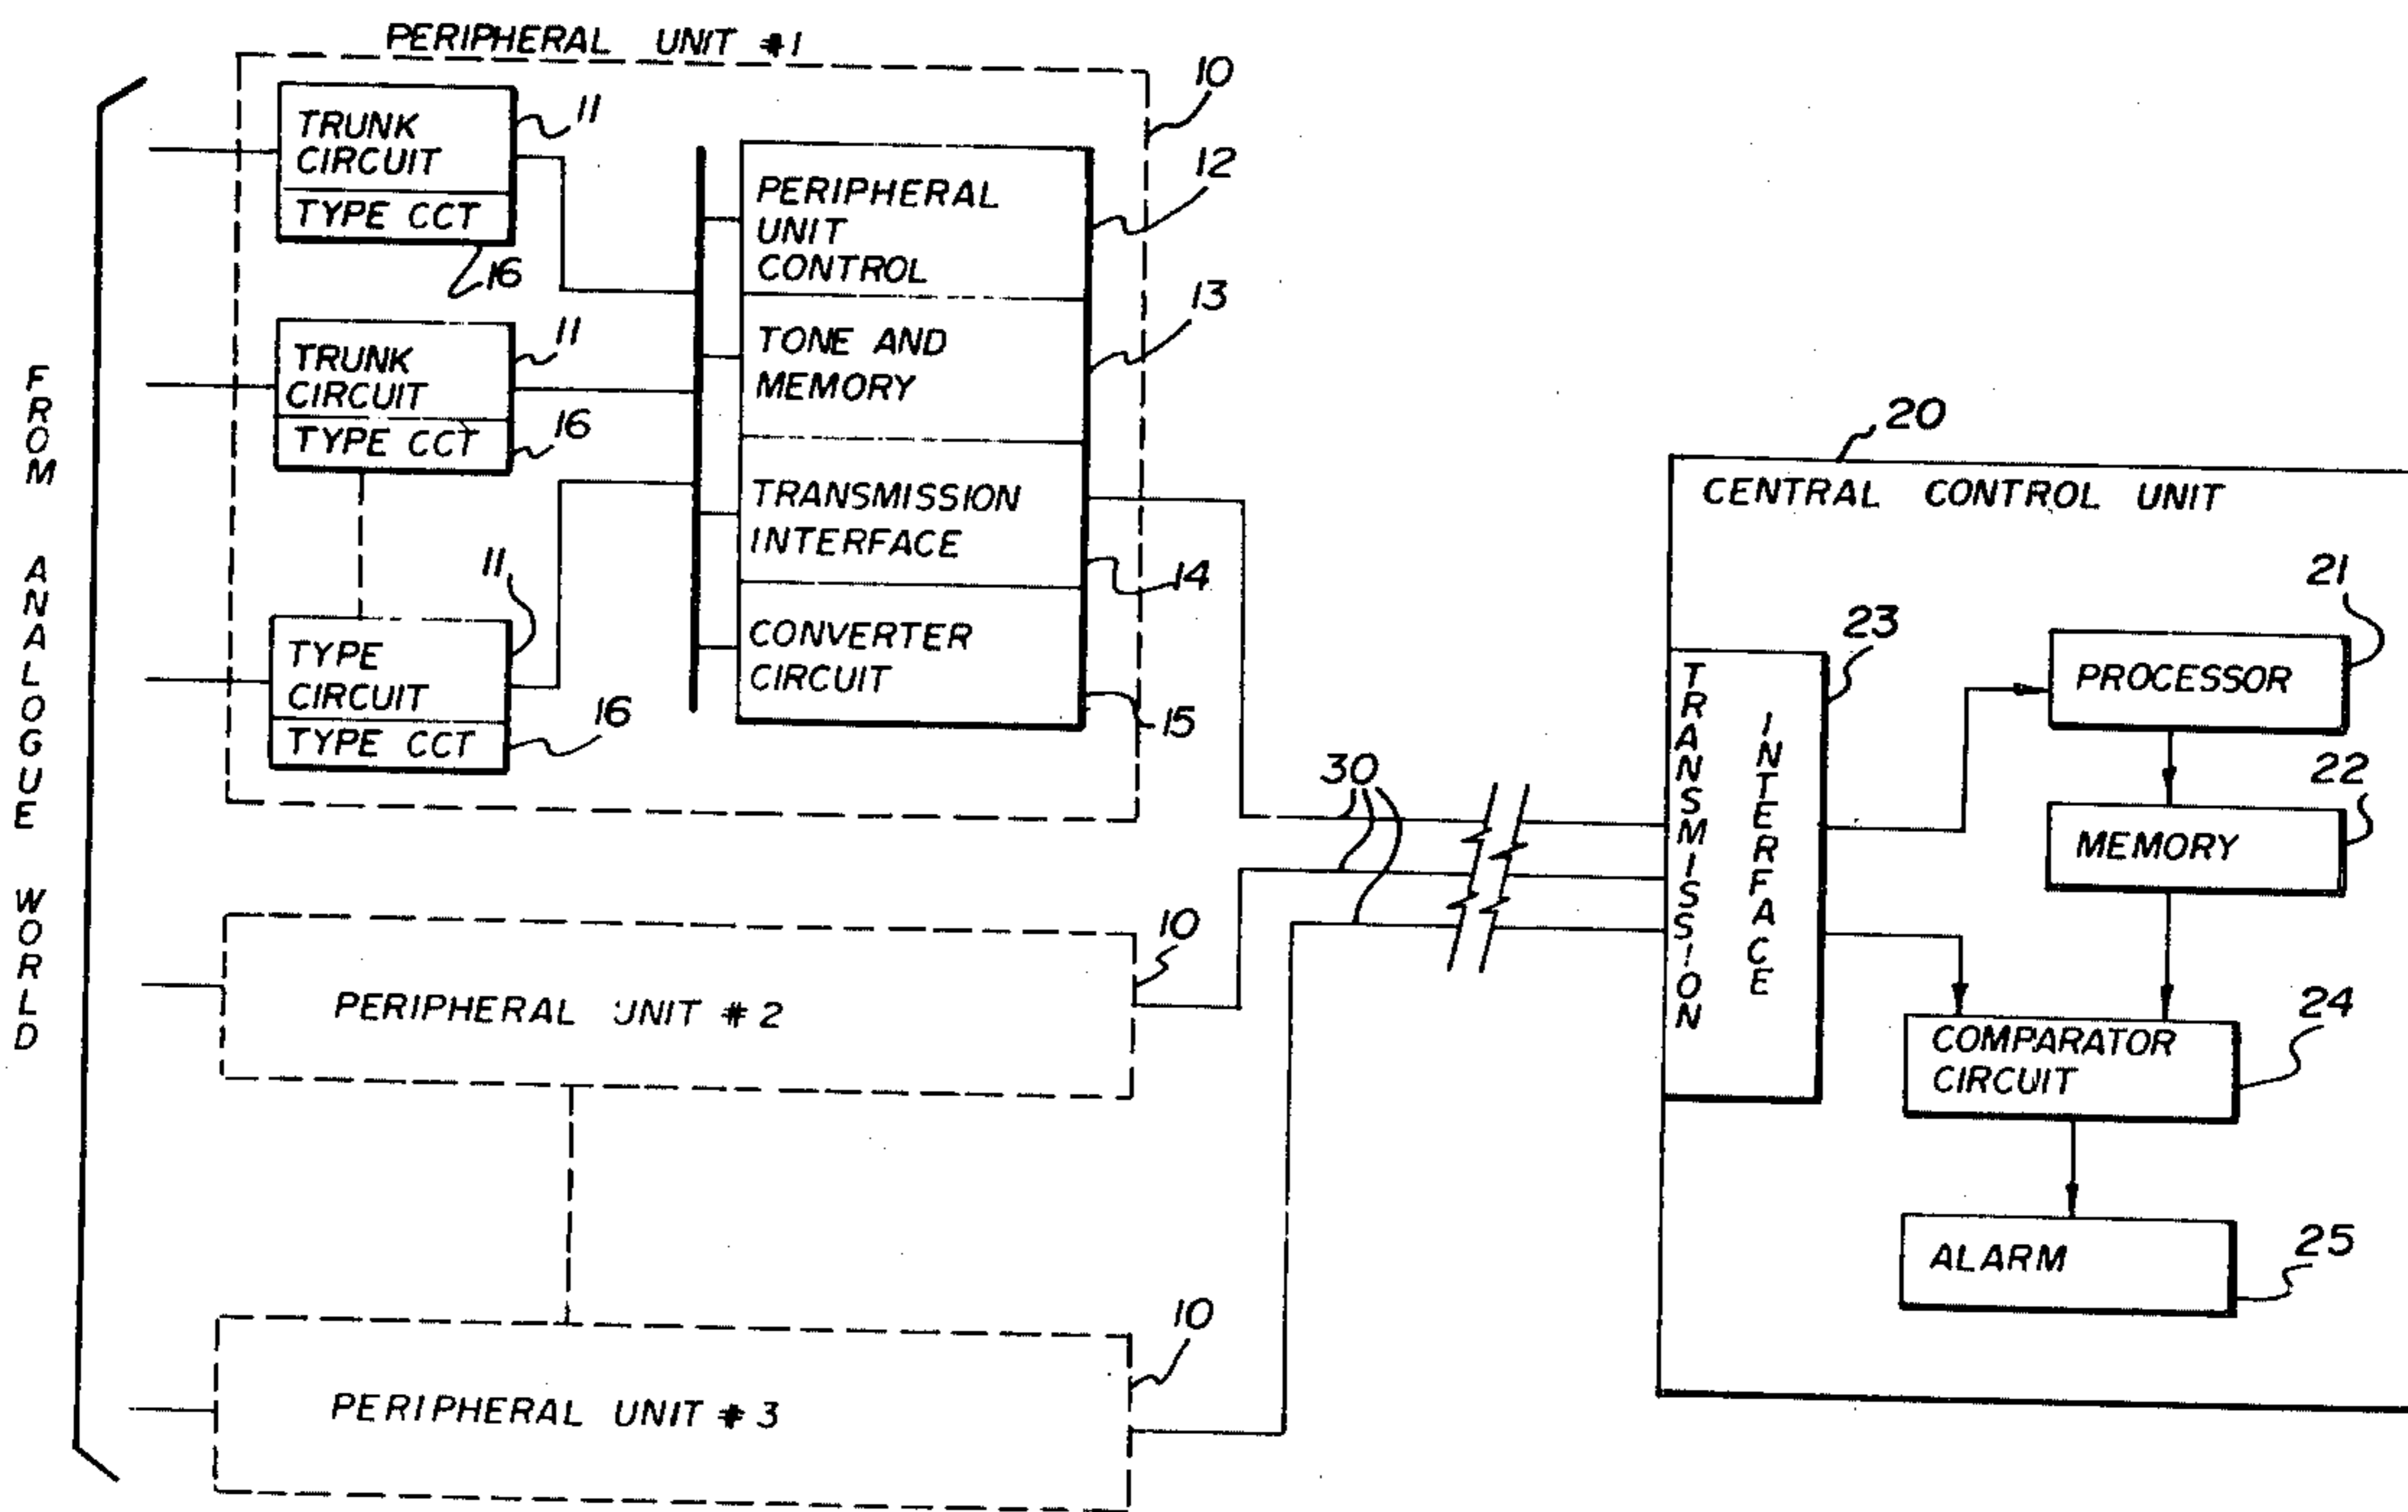 PERIPHERAL UNIT #1
10
TRUNK
CIRCUIT
TYPE CCT
11
16
TRUNK
CIRCUIT
TYPE CCT
11
16
TYPE
CIRCUIT
TYPE CCT
11
16
PERIPHERAL
UNIT
CONTROL
12
TONE AND
MEMORY
13
TRANSMISSION
INTERFACE
14
CONVERTER
CIRCUIT
15
FROM ANALOGUE WORLD
PERIPHERAL UNIT #2
10
PERIPHERAL UNIT #3
10
30
20
CENTRAL CONTROL UNIT
TRANSMISSION
INTERFACE
23
PROCESSOR
21
MEMORY
22
COMPARATOR
CIRCUIT
24
ALARM
25